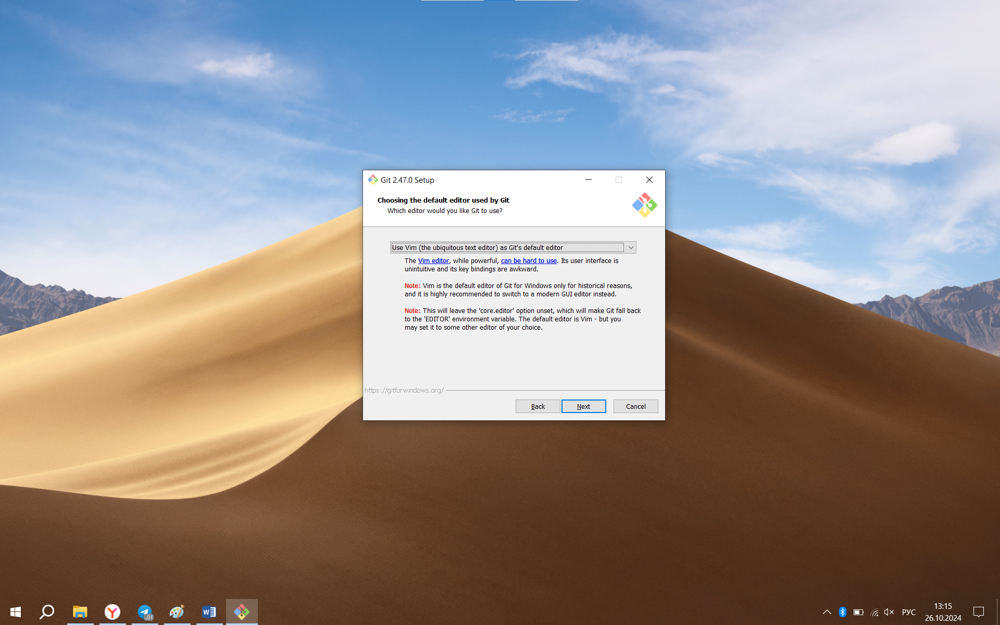 Git 2.47.0 Setup
Choosing the default editor used by Git
Which editor would you like Git to use?
Use Vim (the ubiquitous text editor) as Git's default editor
The Vim editor, while powerful, can be hard to use. Its user interface is
unintuitive and its key bindings are awkward.
Note: Vim is the default editor of Git for Windows only for historical reasons,
and it is highly recommended to switch to a modern GUI editor instead.
Note: This will leave the 'core.editor' option unset, which will make Git fall back
to the 'EDITOR' environment variable. The default editor is Vim - but you
may set it to some other editor of your choice.
https://gitforwindows.org/
Back Next Cancel
.01
W
РУС
13:15
26.10.2024